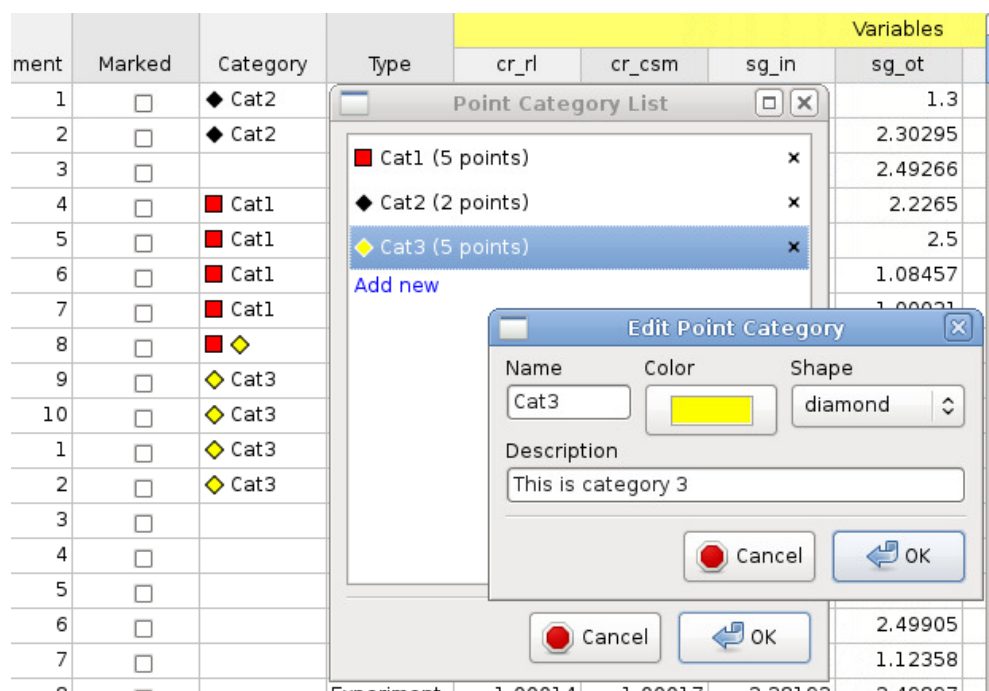 Variables
ment Marked Category Type cr_rl cr_csm sg_in sg_ot
1 Cat2 Point Category List 1.3
2 Cat2 2.30295
Cat1 (5 points)
3 2.49266
4 Cat1 Cat2 (2 points) 2.2265
5 Cat1 Cat3 (5 points) 2.5
6 Cat1 Add new 1.08457
7 Cat1
Edit Point Category
8
Name Color Shape
9 Cat3
Cat3 diamond
10 Cat3
1 Cat3 Description
2 Cat3 This is category 3
3
4 Cancel OK
5
6 2.49905
Cancel OK
7 1.12358